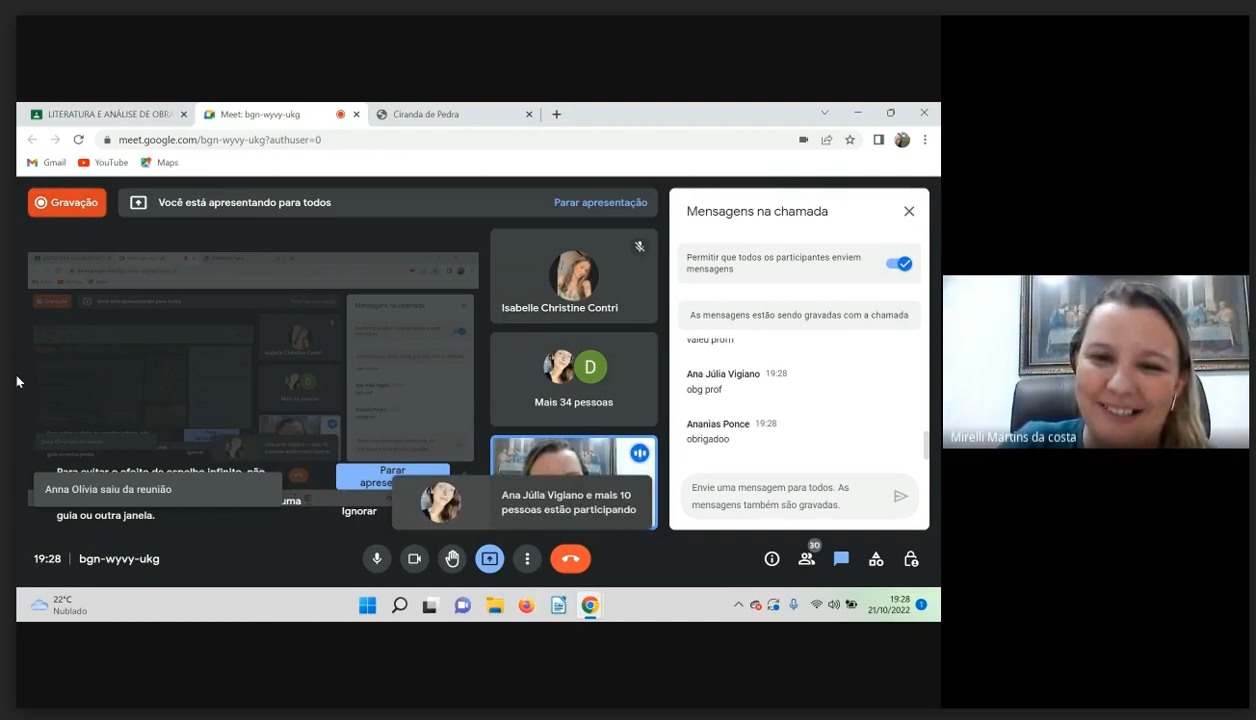 LITERATURA E ANÁLISE DE OBRA
Meet: bgn-wyvy-ukg
Ciranda de Pedra
meet.google.com/bgn-wyvy-ukg?authuser=0
Gmail
YouTube
Maps
Gravação
Você está apresentando para todos
Parar apresentação
Isabelle Christine Contri
D
Mais 34 pessoas
Para evitar o efeito de espelho infinito, não
uma
guia ou outra janela.
Parar
Ignorar
Anna Olívia saiu da reunião
Ana Júlia Vigiano e mais 10
pessoas estão participando
Mensagens na chamada
Permitir que todos os participantes enviem
mensagens
As mensagens estão sendo gravadas com a chamada
valeu prom
Ana Júlia Vigiano 19:28
obg prof
Ananias Ponce 19:28
obrigadoo
Envie uma mensagem para todos. As
mensagens também são gravadas.
Mirelli Martins da costa
19:28 | bgn-wyvy-ukg
30
22°C
Nublado
19:28
21/10/2022
1